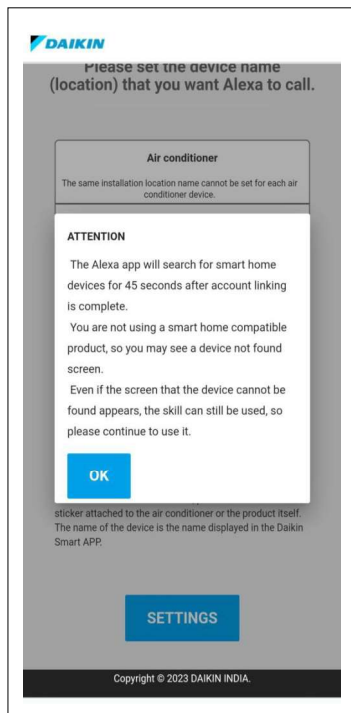 DAIKIN
Please set the device name
(location) that you want Alexa to call.
Air conditioner
The same installation location name cannot be set for each air
conditioner device.
ATTENTION
The Alexa app will search for smart home
devices for 45 seconds after account linking
is complete.
You are not using a smart home compatible
product, so you may see a device not found
screen.
Even if the screen that the device cannot be
found appears, the skill can still be used, so
please continue to use it.
OK
sticker attached to the air conditioner or the product itself.
The name of the device is the name displayed in the Daikin
Smart APP.
SETTINGS
Copyright © 2023 DAIKIN INDIA.